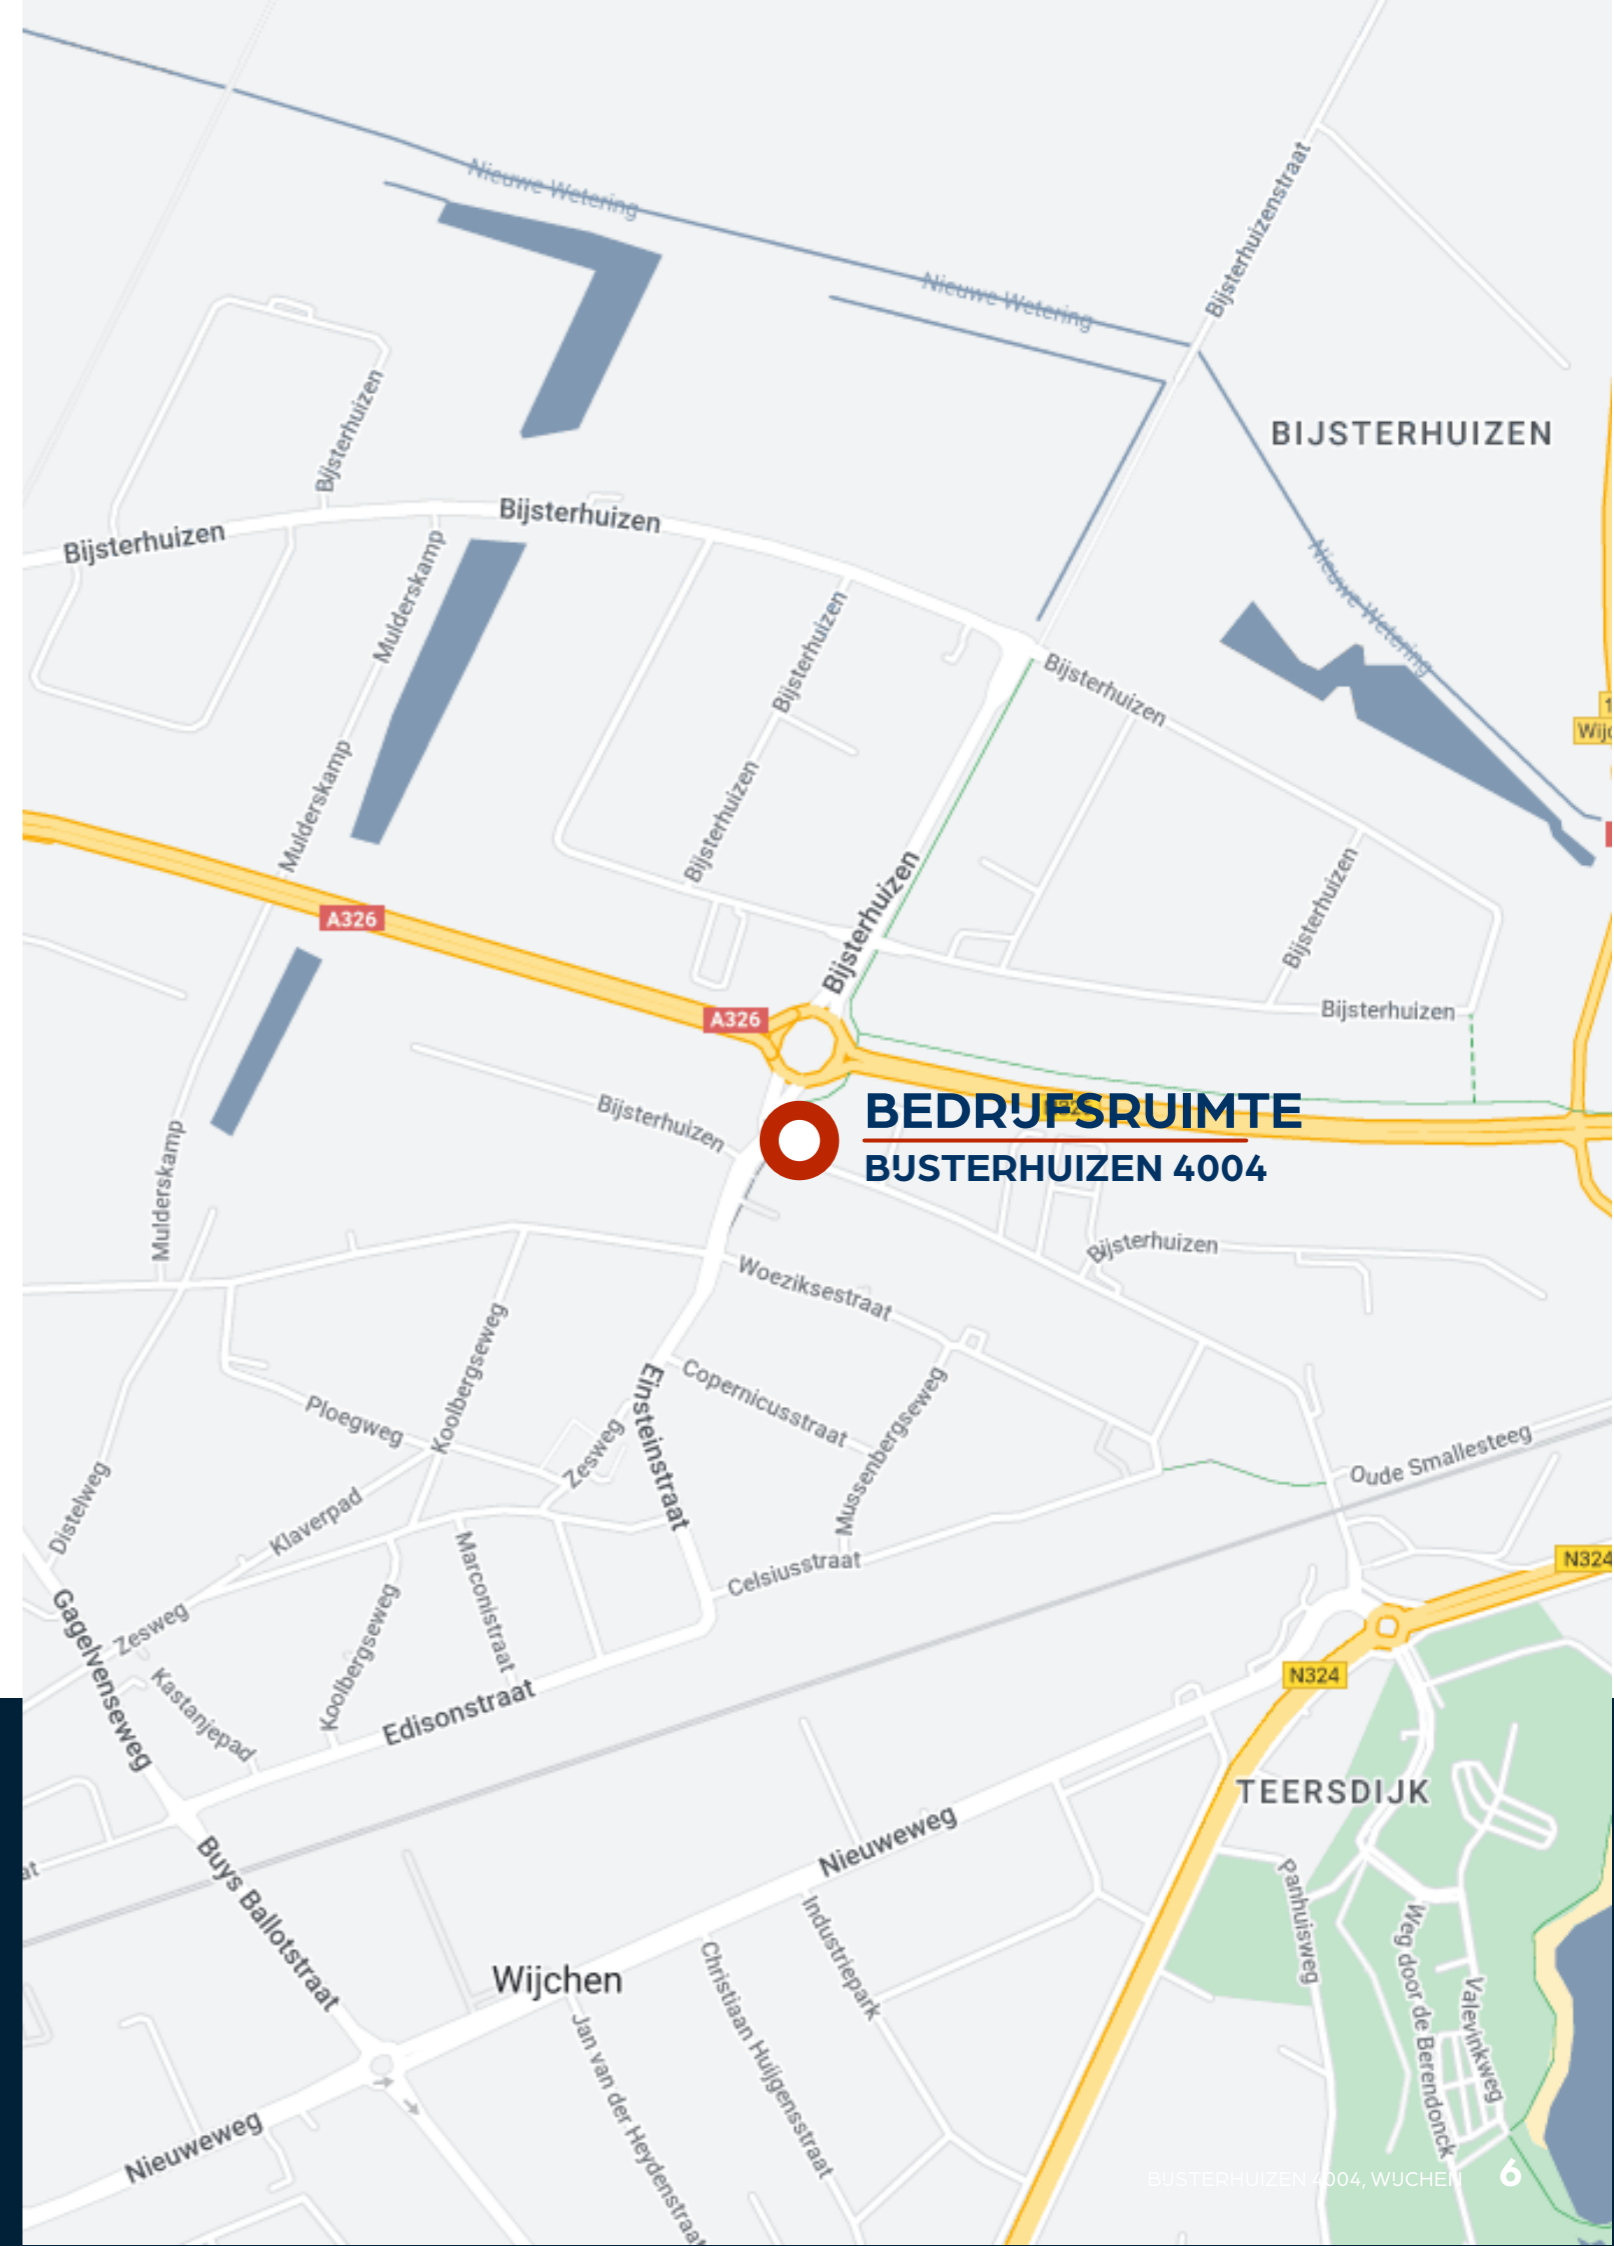 Nieuwe Wetering
Bijsterhuizenstraat
Nieuwe Wetering
Bijsterhuizen
BIJSTERHUIZEN
Bijsterhuizen
Bijsterhuizen
Mulderskamp
Nieuwe Wetering
Bijsterhuizen
Bijsterhuizen
Mulderskamp
Bijsterhuizen
Bijsterhuizen
Bijsterhuizen
A326
Bijsterhuizen
A326
Bijsterhuizen
Bijsterhuizen
BEDRIJFSRUIMTE
BIJSTERHUIZEN 4004
Mulderskamp
Bijsterhuizen
Woeziksestraat
Koolbergseweg
Copernicusstraat
Einsteinstraat
Mussenbergseweg
Ploegweg
Zesweg
Oude Smallesteeg
Distelweg
Klaverpad
Marconistraat
Celsiusstraat
N324
Gagelvenseweg
Zesweg
Koolbergseweg
Kastanjepad
N324
Edisonstraat
TEERSDIJK
Nieuweweg
Buys Ballotstraat
Panhuisweg
Industriepark
Weg door de Berendonck
Christiaan Huijgensstraat
Wijchen
Valevinkweg
Jan van der Heydenstraat
Nieuweweg
BIJSTERHUIZEN 4004, WIJCHEN 6